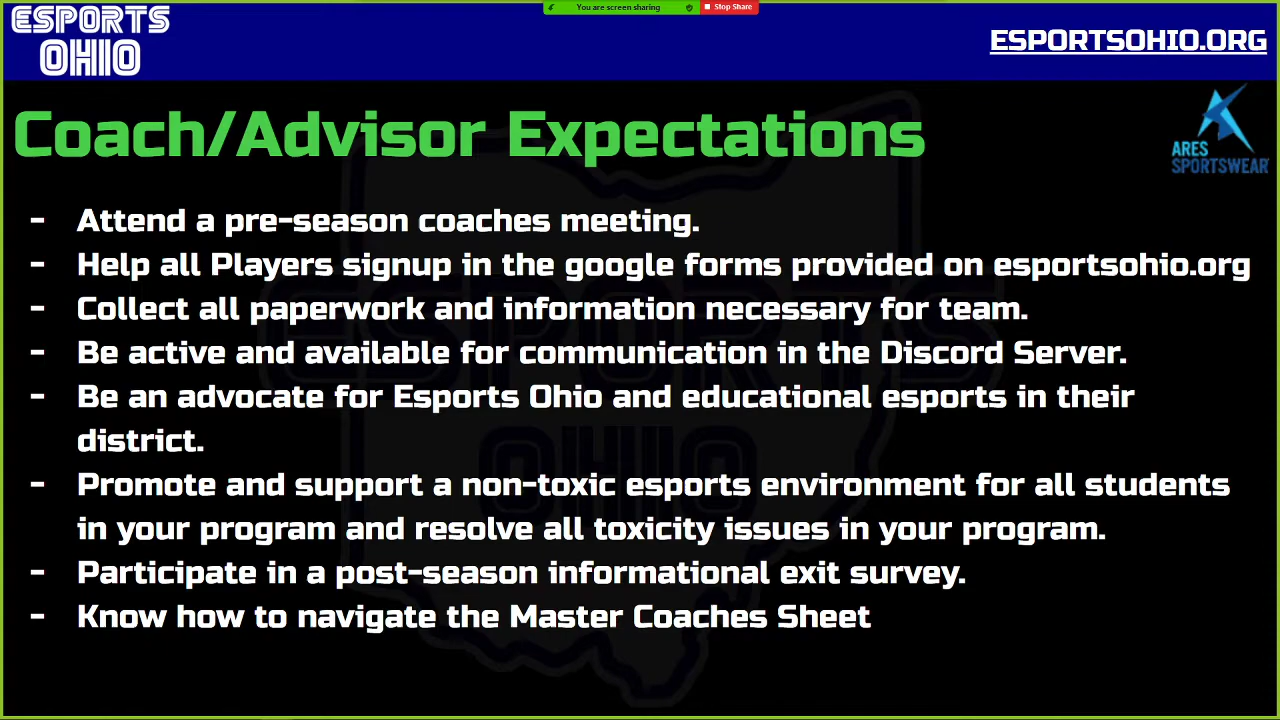 You are screen sharing Stop Share
ESPORTS
OHIO
ESPORTSOHIO.ORG
Coach/Advisor Expectations
ARES
SPORTSWEAR
- Attend a pre-season coaches meeting.
- Help all Players signup in the google forms provided on esportsohio.org
- Collect all paperwork and information necessary for team.
- Be active and available for communication in the Discord Server.
- Be an advocate for Esports Ohio and educational esports in their
district.
- Promote and support a non-toxic esports environment for all students
in your program and resolve all toxicity issues in your program.
- Participate in a post-season informational exit survey.
- Know how to navigate the Master Coaches Sheet
ESPORTS
OHIO